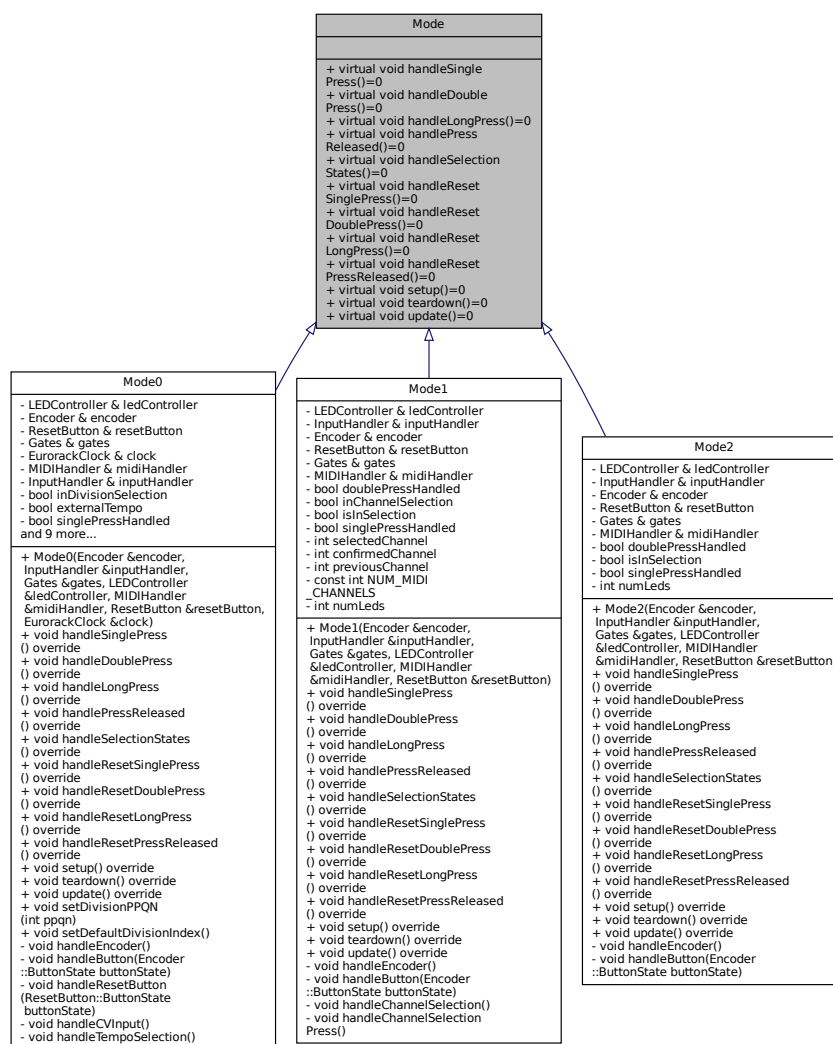 Mode
+ virtual void handleSingle
Press()=0
+ virtual void handleDouble
Press()=0
+ virtual void handleLongPress()=0
+ virtual void handlePress
Released()=0
+ virtual void handleSelection
States()=0
+ virtual void handleReset
SinglePress()=0
+ virtual void handleReset
DoublePress()=0
+ virtual void handleReset
LongPress()=0
+ virtual void handleReset
PressReleased()=0
+ virtual void setup()=0
+ virtual void teardown()=0
+ virtual void update()=0
Mode0
- LEDController & ledController
- Encoder & encoder
- ResetButton & resetButton
- Gates & gates
- EurorackClock & clock
- MIDIHandler & midiHandler
- InputHandler & inputHandler
- bool inDivisionSelection
- bool externalTempo
- bool singlePressHandled
and 9 more...
+ Mode0(Encoder &encoder,
InputHandler &inputHandler,
Gates &gates, LEDController
&ledController, MIDIHandler
&midiHandler, ResetButton &resetButton,
EurorackClock &clock)
+ void handleSinglePress
() override
+ void handleDoublePress
() override
+ void handleLongPress
() override
+ void handlePressReleased
() override
+ void handleSelectionStates
() override
+ void handleResetSinglePress
() override
+ void handleResetDoublePress
() override
+ void handleResetLongPress
() override
+ void handleResetPressReleased
() override
+ void setup() override
+ void teardown() override
+ void update() override
+ void setDivisionPPQN
(int ppqn)
+ void setDefaultDivisionIndex()
- void handleEncoder()
- void handleButton(Encoder
::ButtonState buttonState)
- void handleResetButton
(ResetButton::ButtonState
buttonState)
- void handleCVInput()
- void handleTempoSelection()
Mode1
- LEDController & ledController
- InputHandler & inputHandler
- Encoder & encoder
- ResetButton & resetButton
- Gates & gates
- MIDIHandler & midiHandler
- bool doublePressHandled
- bool inChannelSelection
- bool isInSelection
- bool singlePressHandled
- int selectedChannel
- int confirmedChannel
- int previousChannel
- const int NUM_MIDI
_CHANNELS
- int numLeds
+ Mode1(Encoder &encoder,
InputHandler &inputHandler,
Gates &gates, LEDController
&ledController, MIDIHandler
&midiHandler, ResetButton &resetButton)
+ void handleSinglePress
() override
+ void handleDoublePress
() override
+ void handleLongPress
() override
+ void handlePressReleased
() override
+ void handleSelectionStates
() override
+ void handleResetSinglePress
() override
+ void handleResetDoublePress
() override
+ void handleResetLongPress
() override
+ void handleResetPressReleased
() override
+ void setup() override
+ void teardown() override
+ void update() override
- void handleEncoder()
- void handleButton(Encoder
::ButtonState buttonState)
- void handleChannelSelection()
- void handleChannelSelection
Press()
Mode2
- LEDController & ledController
- InputHandler & inputHandler
- Encoder & encoder
- ResetButton & resetButton
- Gates & gates
- MIDIHandler & midiHandler
- bool doublePressHandled
- bool isInSelection
- bool singlePressHandled
- int numLeds
+ Mode2(Encoder &encoder,
InputHandler &inputHandler,
Gates &gates, LEDController
&ledController, MIDIHandler
&midiHandler, ResetButton &resetButton)
+ void handleSinglePress
() override
+ void handleDoublePress
() override
+ void handleLongPress
() override
+ void handlePressReleased
() override
+ void handleSelectionStates
() override
+ void handleResetSinglePress
() override
+ void handleResetDoublePress
() override
+ void handleResetLongPress
() override
+ void handleResetPressReleased
() override
+ void setup() override
+ void teardown() override
+ void update() override
- void handleEncoder()
- void handleButton(Encoder
::ButtonState buttonState)